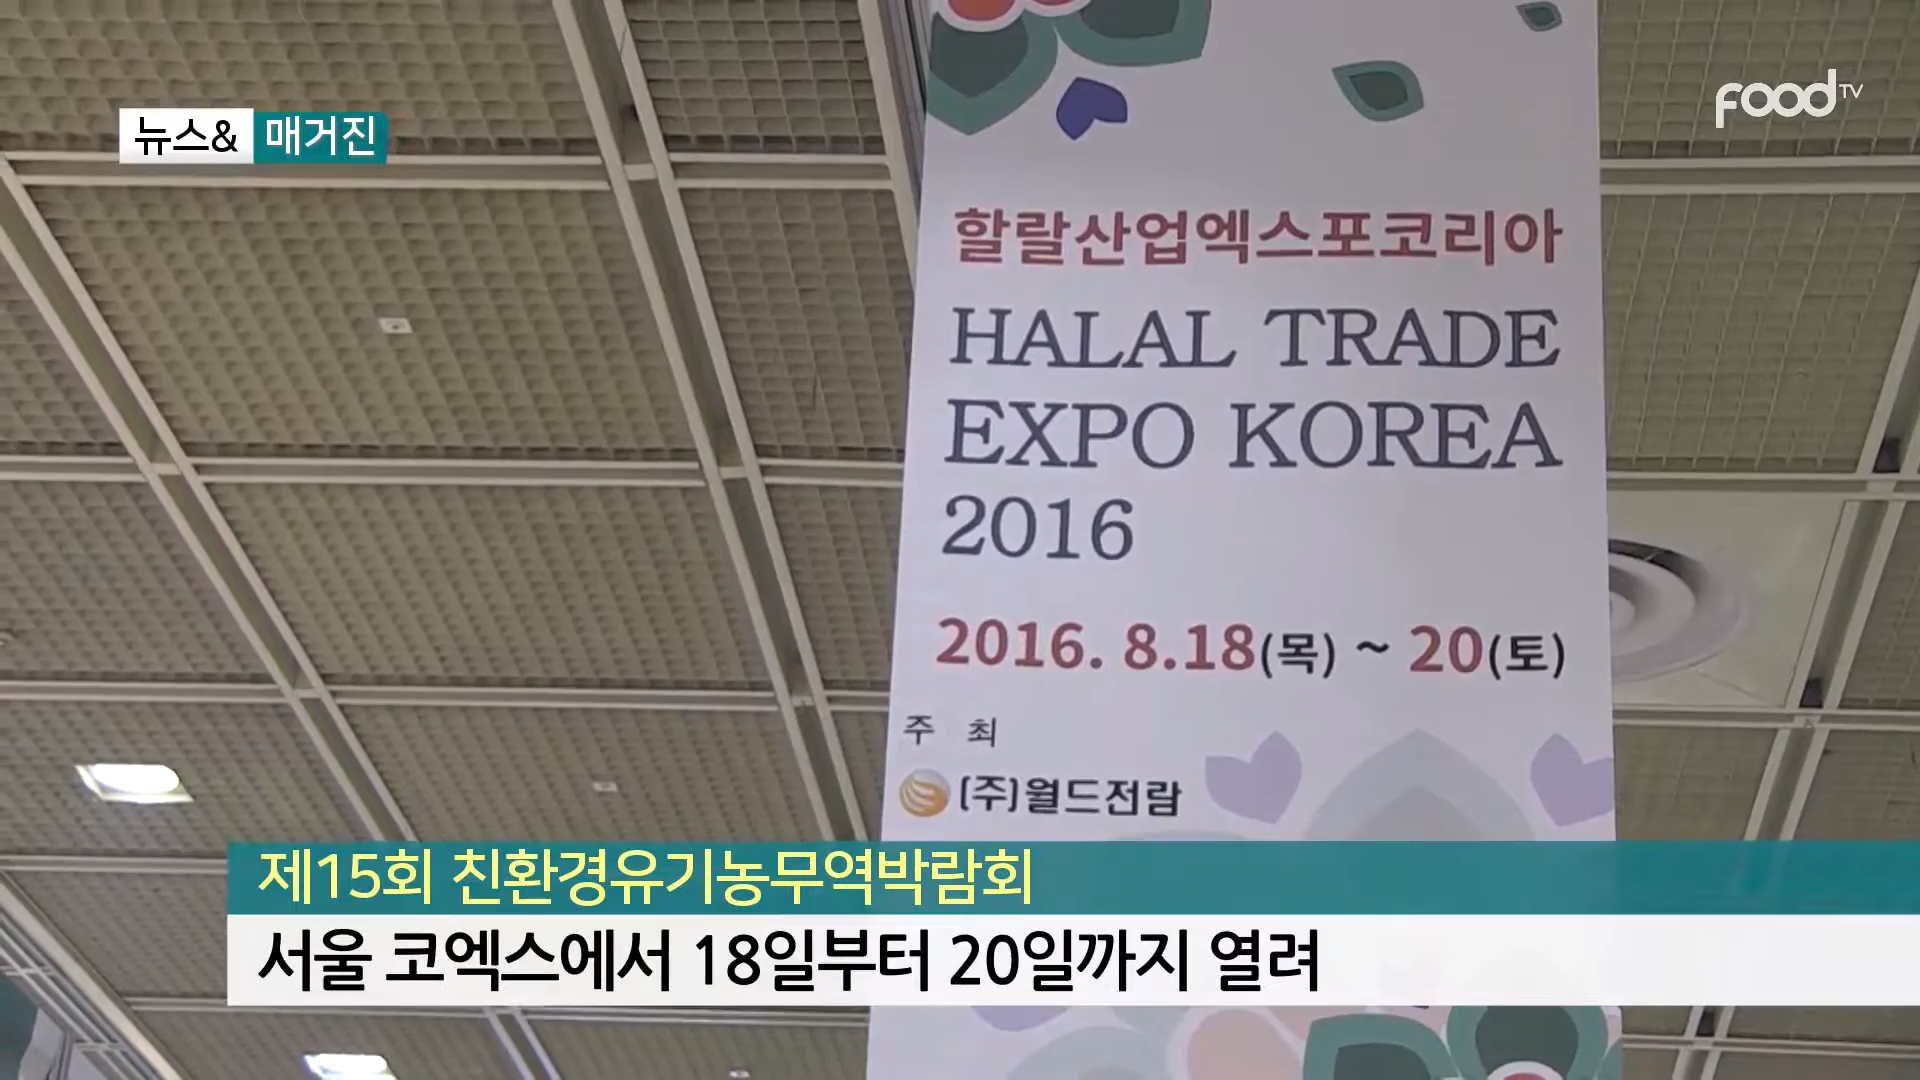 뉴스& 매거진
foodTV
할랄산업엑스포코리아
HALAL TRADE
EXPO KOREA
2016
2016. 8.18(목) ~ 20(토)
주 최
(주)월드전람
제15회 친환경유기농무역박람회
서울 코엑스에서 18일부터 20일까지 열려